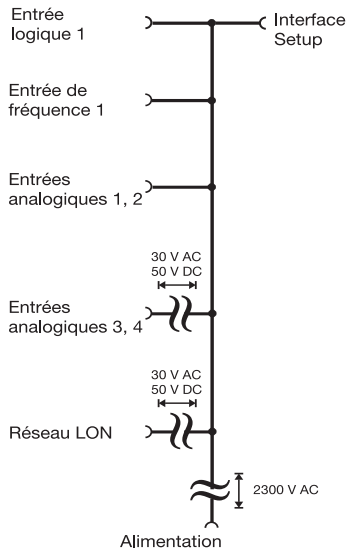 Entrée
logique 1
Interface
Setup
Entrée de
fréquence 1
Entrées
analogiques 1, 2
30 V AC
50 V DC
Entrées
analogiques 3, 4
30 V AC
50 V DC
Réseau LON
2300 V AC
Alimentation